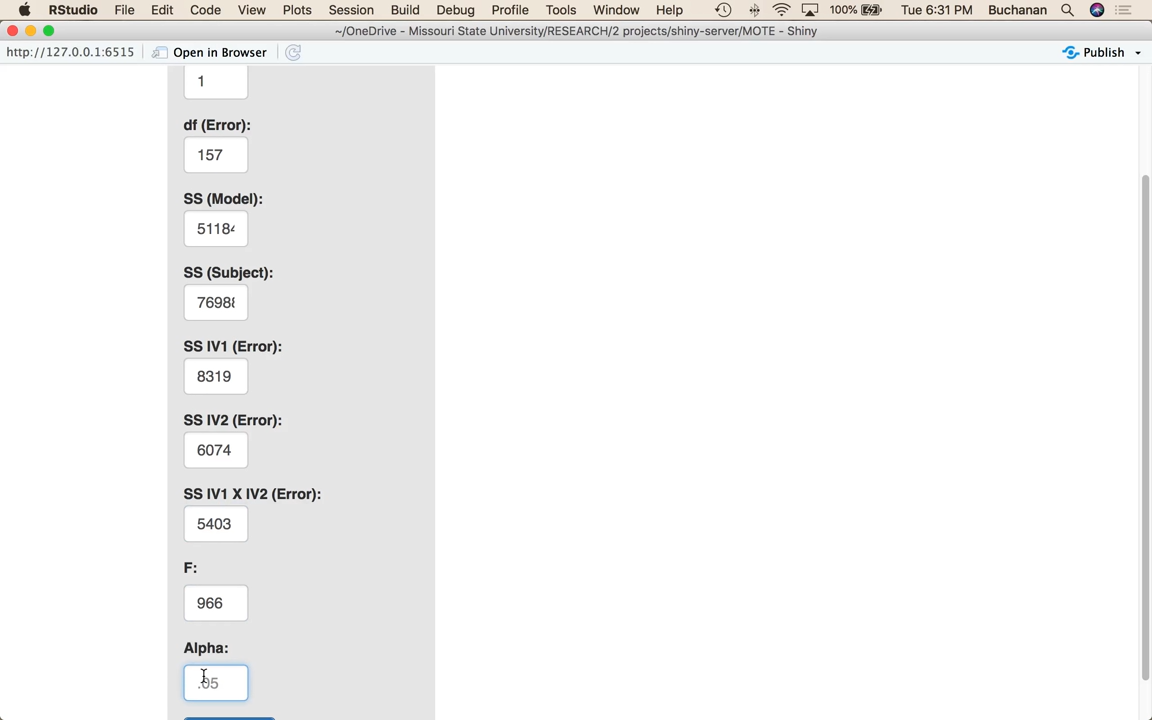 RStudio File Edit Code View Plots Session Build Debug Profile Tools Window Help 100% Tue 6:31 PM Buchanan
~/OneDrive - Missouri State University/RESEARCH/2 projects/shiny-server/MOTE - Shiny
http://127.0.0.1:6515 Open in Browser Publish
1
df (Error):
157
SS (Model):
51184
SS (Subject):
76988
SS IV1 (Error):
8319
SS IV2 (Error):
6074
SS IV1 X IV2 (Error):
5403
F:
966
Alpha:
.05